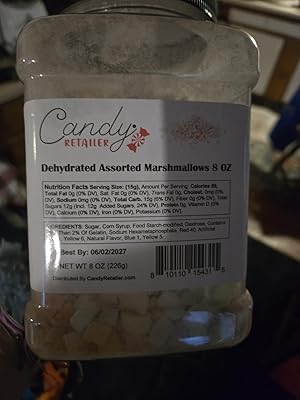 Candy
RETAILER
Dehydrated Assorted Marshmallows 8 OZ
Nutrition Facts Serving Size: (15g), Amount Per Serving: Calories
Total Fat 0g (0% DV), Sat. Fat 0g (0% DV), Trans Fat 0g, Cholest. 0mg (0%
DV), Sodium 0mg (0% DV), Total Carb. 15g (5% DV), Fiber 0g (0% DV), Total
Sugars 12g (Incl. 12g Added Sugars, 24% DV), Protein 0g, Vitamin D (0%
DV), Calcium (0% DV), Iron (0% DV), Potassium (0% DV).
INGREDIENTS: Sugar, Corn Syrup, Food Starch-modified, Dextrose, Contains
Than 2% Of Gelatin, Sodium Hexametaphosphate, Red 40, Artificial
Yellow 6, Natural Flavor, Blue 1, Yellow 5
Best By: 06/02/2027
NET WT 8 OZ (226g)
Distributed By CandyRetailer.com
8 10110 15431 5